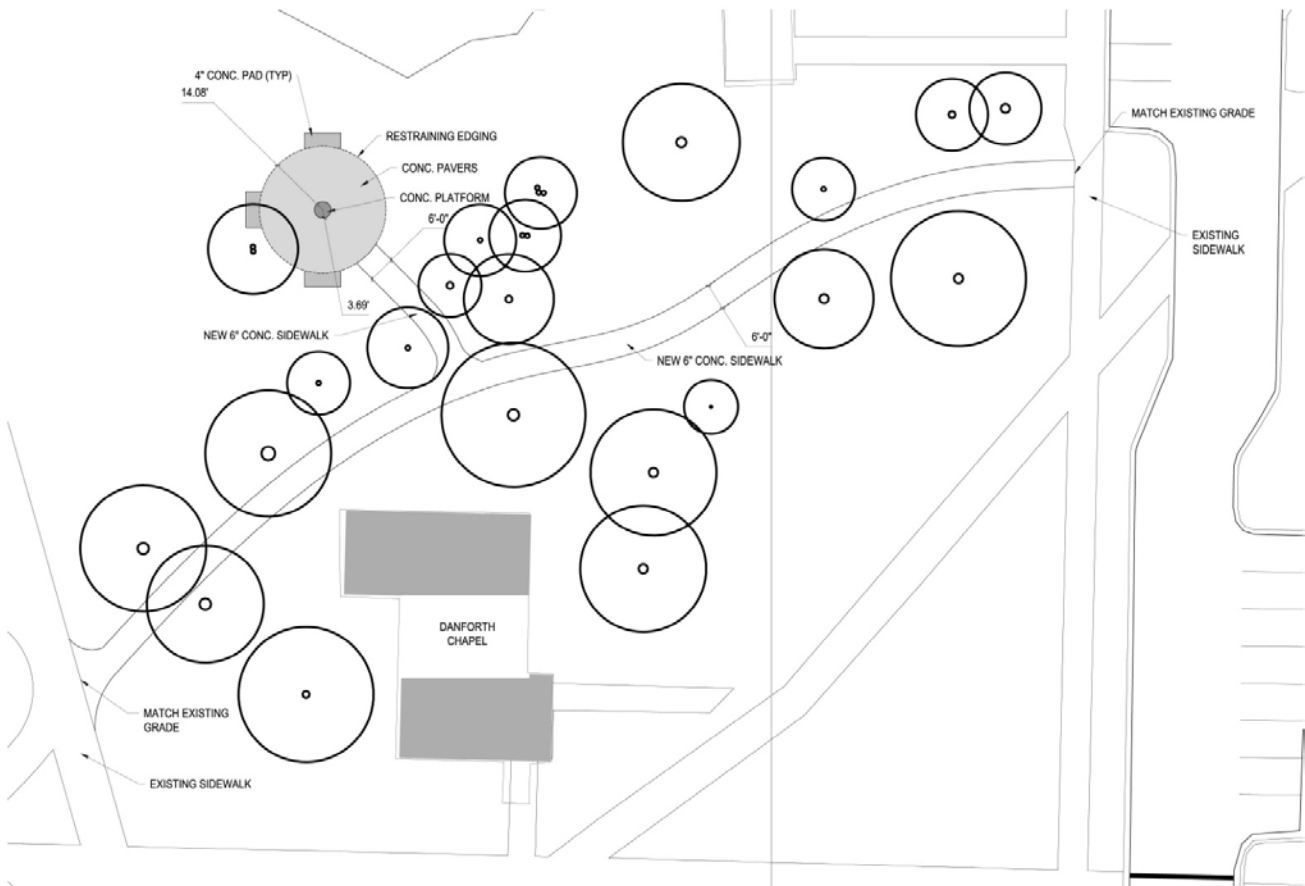 4" CONC. PAD (TYP)
14.08'
RESTRAINING EDGING
CONC. PAVERS
CONC. PLATFORM
6'-0"
3.69'
NEW 6" CONC. SIDEWALK
MATCH EXISTING GRADE
EXISTING
SIDEWALK
6'-0"
NEW 6" CONC. SIDEWALK
DANFORTH
CHAPEL
MATCH EXISTING
GRADE
EXISTING SIDEWALK